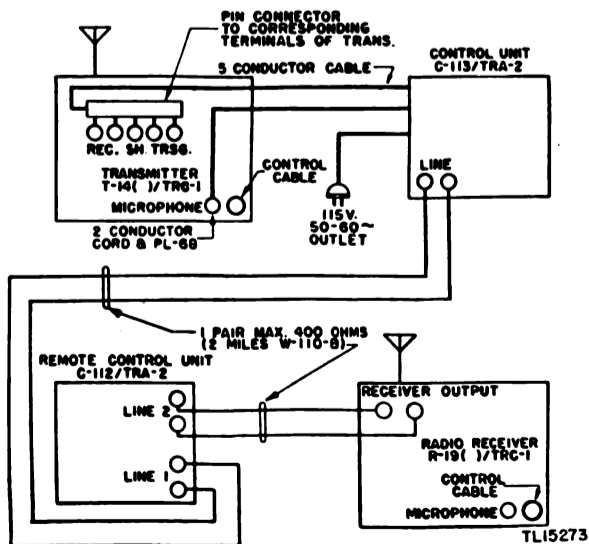 PIN CONNECTOR
TO CORRESPONDING
TERMINALS OF TRANS.
5 CONDUCTOR CABLE
CONTROL UNIT
C-113/TRA-2
REC. SH. TRSG.
TRANSMITTER
T-14( )/TRG-1
CONTROL
CABLE
MICROPHONE
2 CONDUCTOR
CORD & PL-68
LINE
115 V.
50-60~
OUTLET
1 PAIR MAX. 400 OHMS
(2 MILES W-110-B)
REMOTE CONTROL UNIT
C-112/TRA-2
LINE 2
LINE 1
RECEIVER OUTPUT
RADIO RECEIVER
R-19( )/TRC-1
CONTROL
CABLE
MICROPHONE
TL15273